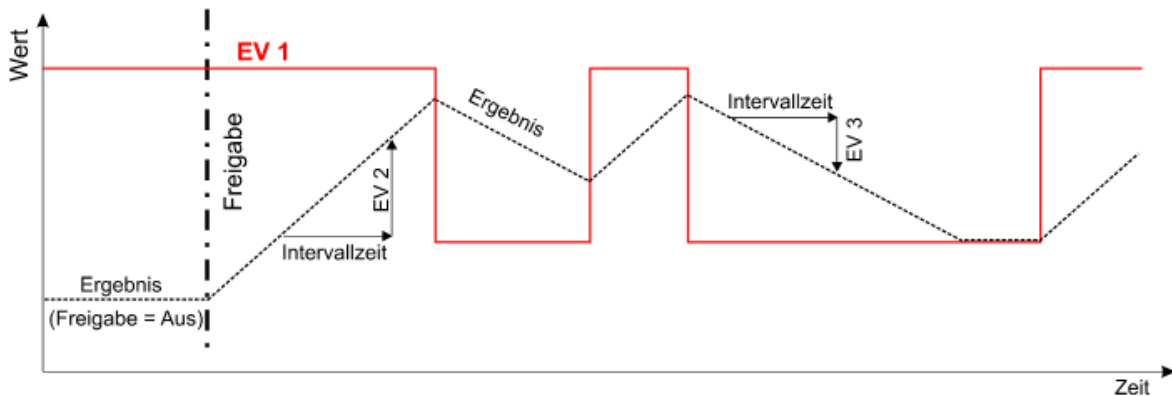 Wert
EV 1
Freigabe
Ergebnis
(Freigabe = Aus)
EV 2
Intervallzeit
Ergebnis
Intervallzeit
EV 3
Zeit